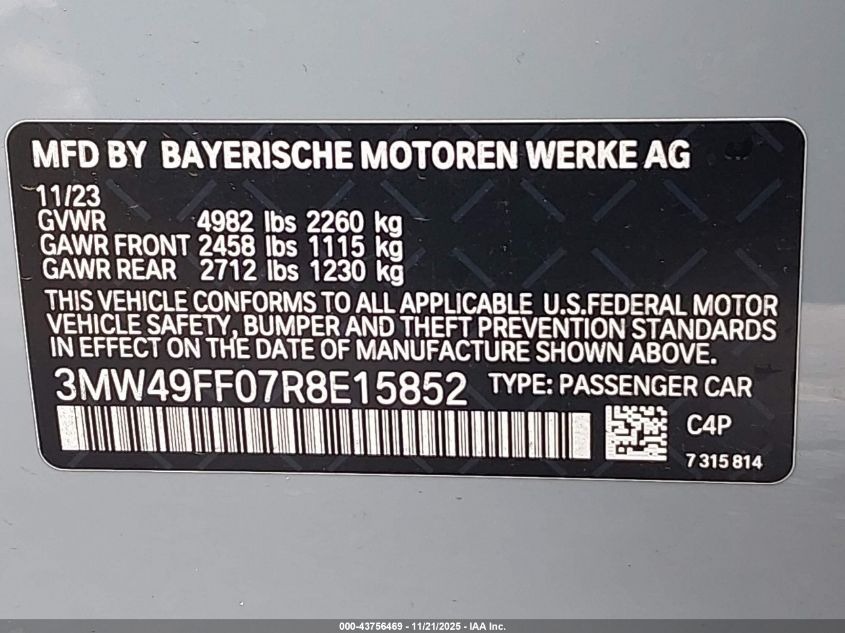 MFD BY BAYERISCHE MOTOREN WERKE AG
11/23
GVWR 4982 lbs 2260 kg
GAWR FRONT 2458 lbs 1115 kg
GAWR REAR 2712 lbs 1230 kg
THIS VEHICLE CONFORMS TO ALL APPLICABLE U.S.FEDERAL MOTOR
VEHICLE SAFETY, BUMPER AND THEFT PREVENTION STANDARDS
IN EFFECT ON THE DATE OF MANUFACTURE SHOWN ABOVE.
3MW49FF07R8E15852 TYPE: PASSENGER CAR
C4P
7 315 814
000-43756469 - 11/21/2025 - IAA Inc.